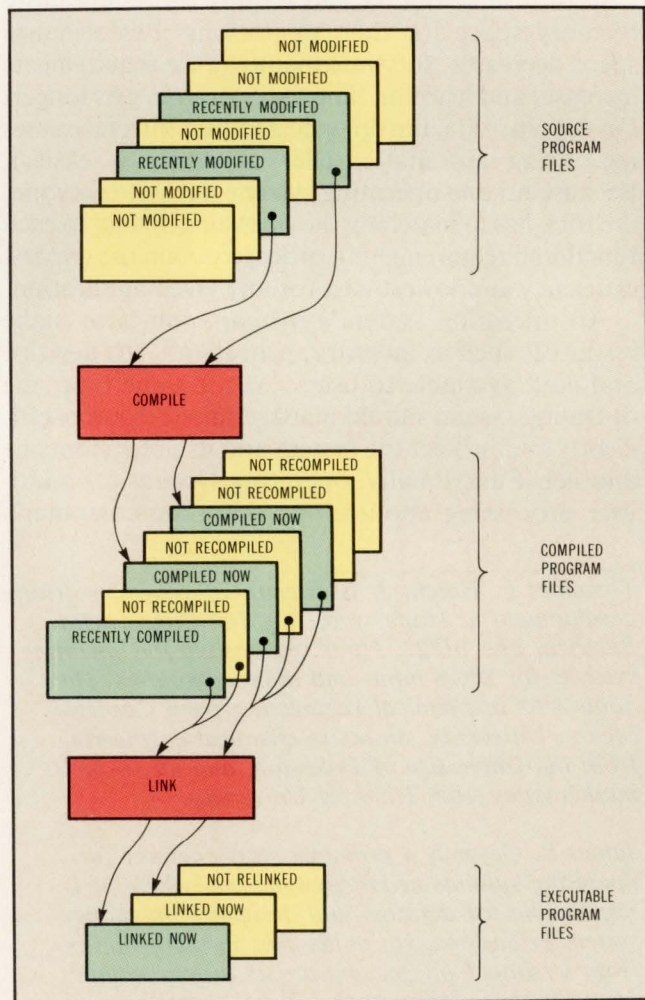 NOT MODIFIED
NOT MODIFIED
RECENTLY MODIFIED
NOT MODIFIED
RECENTLY MODIFIED
NOT MODIFIED
NOT MODIFIED
SOURCE
PROGRAM
FILES
COMPILE
NOT RECOMPILED
NOT RECOMPILED
COMPILED NOW
NOT RECOMPILED
COMPILED NOW
NOT RECOMPILED
RECENTLY COMPILED
COMPILED
PROGRAM
FILES
LINK
NOT RELINKED
LINKED NOW
LINKED NOW
EXECUTABLE
PROGRAM
FILES